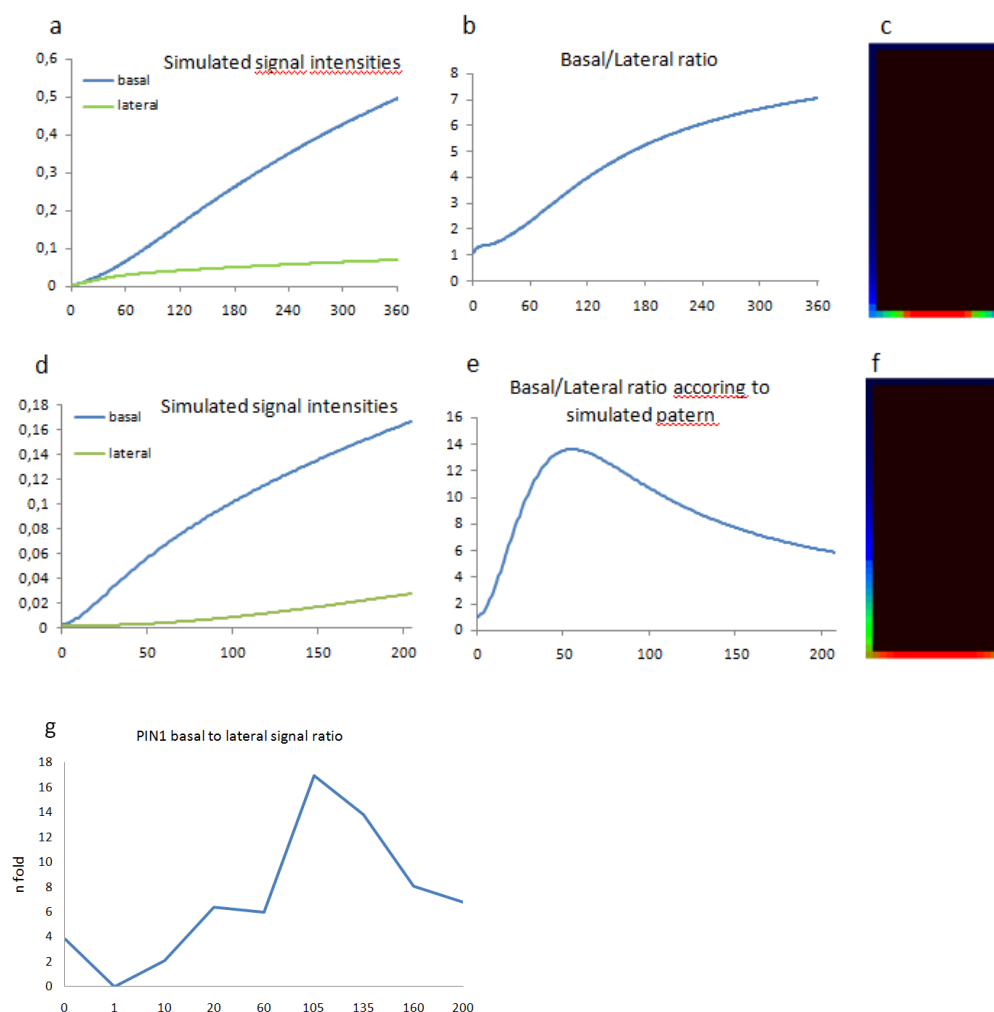 a
Simulated signal intensities
0,6
0,5
0,4
0,3
0,2
0,1
0
basal
lateral
0 60 120 180 240 300 360
b
Basal/Lateral ratio
8
7
6
5
4
3
2
1
0
0 60 120 180 240 300 360
c
d
Simulated signal intensities
0,18
0,16
0,14
0,12
0,1
0,08
0,06
0,04
0,02
0
basal
lateral
0 50 100 150 200
e
Basal/Lateral ratio accoring to
simulated patern
16
14
12
10
8
6
4
2
0
0 50 100 150 200
f
g
PIN1 basal to lateral signal ratio
n fold
18
16
14
12
10
8
6
4
2
0
0 1 10 20 60 105 135 160 200